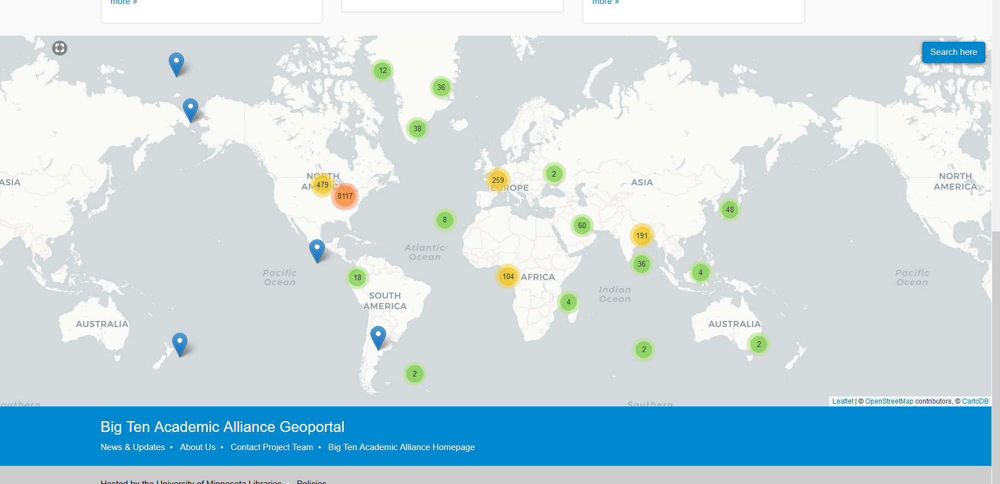 more »
more »
Search here
12
36
38
NORTH
AMERICA
479
8117
259
EUROPE
2
ASIA
ASIA
NORTH
AMERICA
48
8
60
191
Atlantic
Ocean
36
Pacific
Ocean
18
104
AFRICA
4
Pacific
Ocean
Indian
Ocean
SOUTH
AMERICA
4
AUSTRALIA
AUSTRALIA
2
2
2
outhern
Southern
Leaflet | © OpenStreetMap contributors, © CartoDB
Big Ten Academic Alliance Geoportal
News & Updates • About Us • Contact Project Team • Big Ten Academic Alliance Homepage
Hosted by the University of Minnesota Libraries • Policies